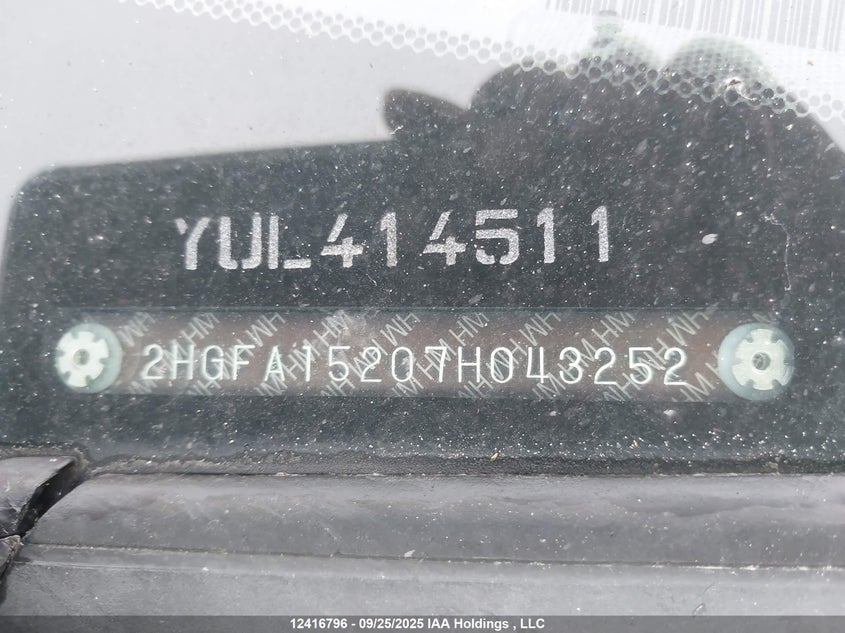 YUL414511
2HGFA15207H043252
12416796 - 09/25/2025 IAA Holdings , LLC